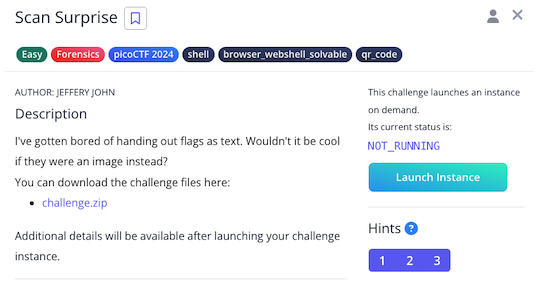 Scan Surprise
Easy Forensics picoCTF 2024 shell browser_webshell_solvable qr_code
AUTHOR: JEFFERY JOHN
Description
I've gotten bored of handing out flags as text. Wouldn't it be cool
if they were an image instead?
You can download the challenge files here:
• challenge.zip
Additional details will be available after launching your challenge
instance.
This challenge launches an instance
on demand.
Its current status is:
NOT_RUNNING
Launch Instance
Hints ?
1 2 3